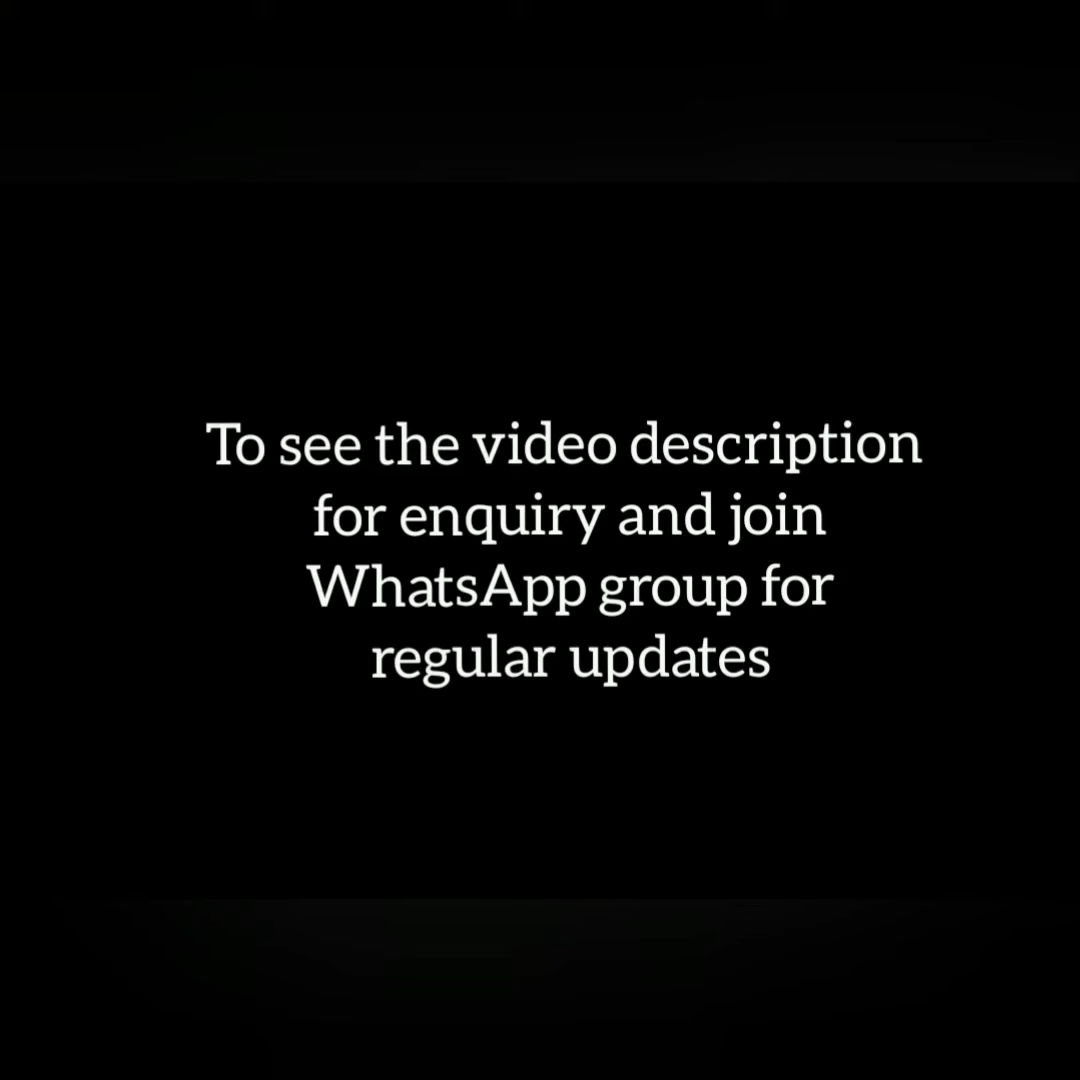 To see the video description
for enquiry and join
WhatsApp group for
regular updates